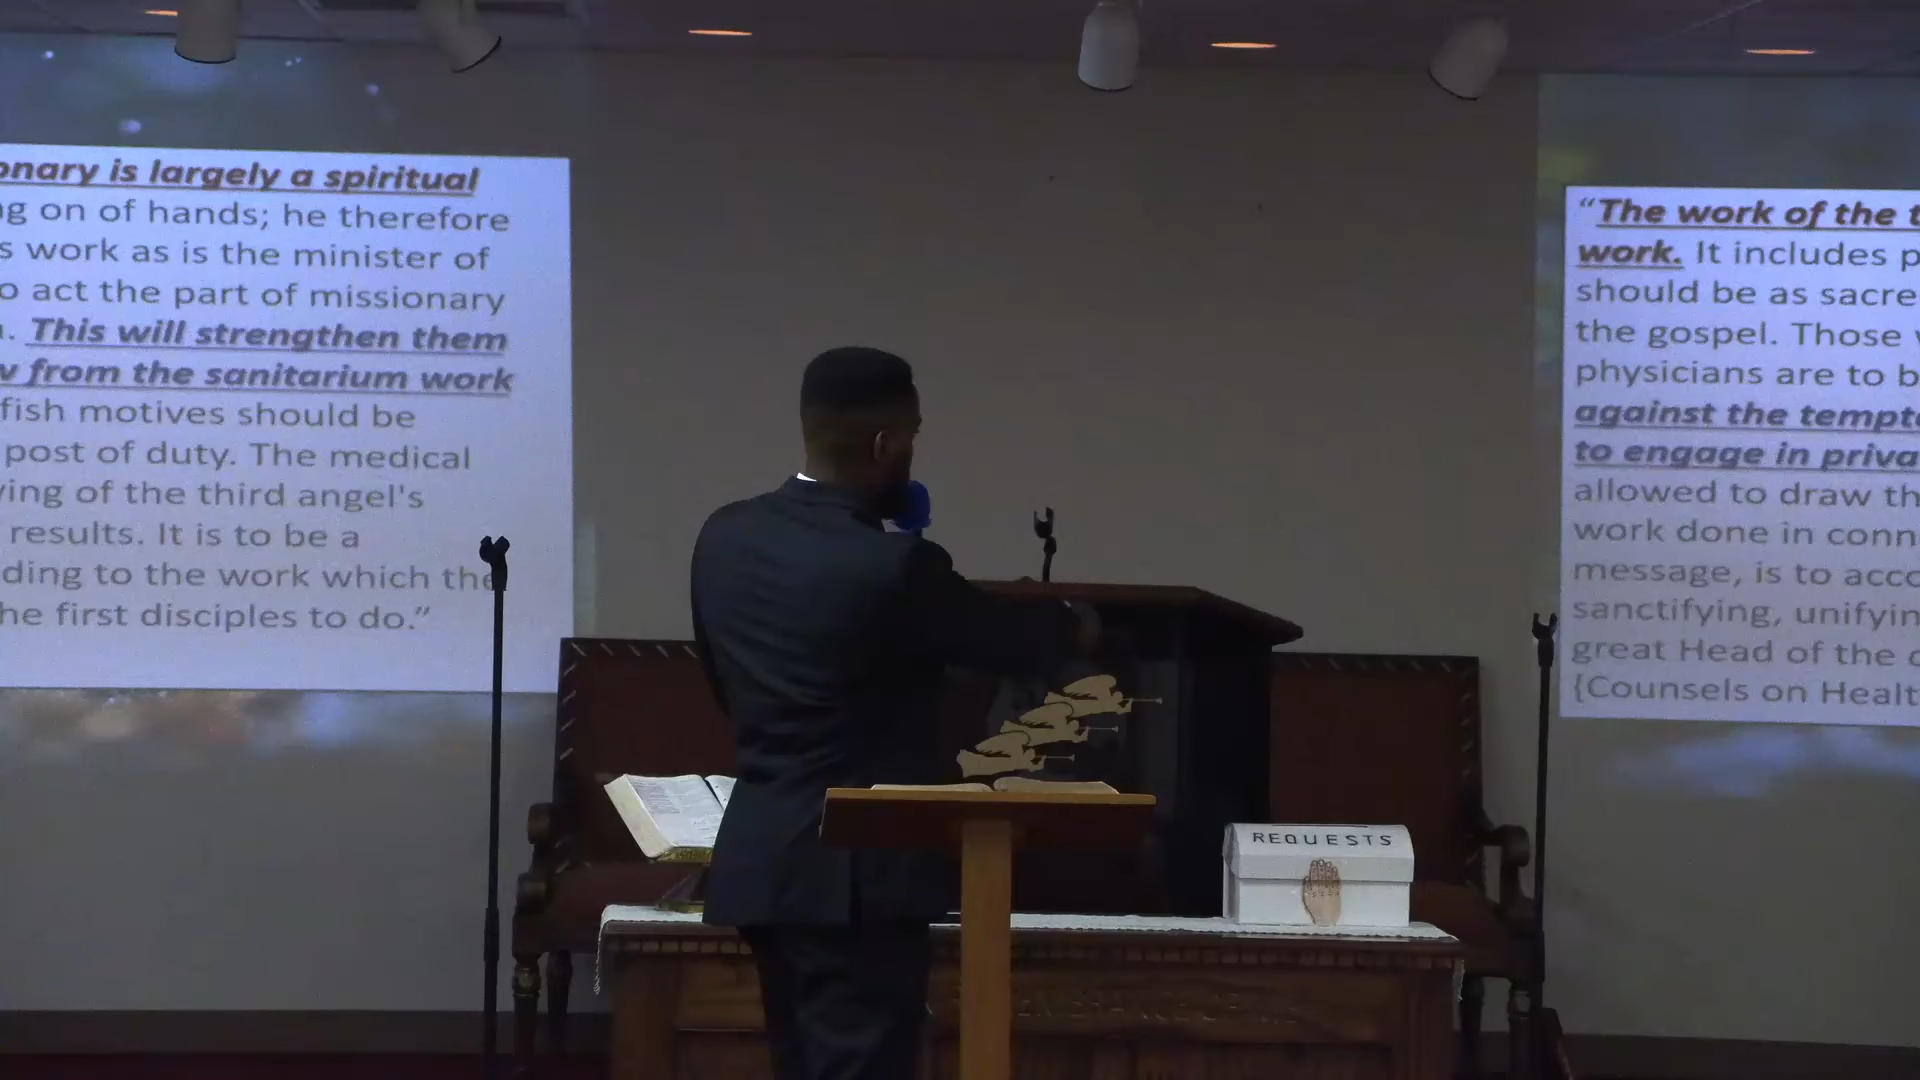 onary is largely a spiritual
g on of hands; he therefore
s work as is the minister of
o act the part of missionary
. This will strengthen them
from the sanitarium work
fish motives should be
post of duty. The medical
ing of the third angel's
results. It is to be a
ding to the work which the
he first disciples to do.”
“The work of the t
work. It includes p
should be as sacre
the gospel. Those
physicians are to b
against the tempt
to engage in priva
allowed to draw th
work done in conn
message, is to acco
sanctifying, unifyin
great Head of the
{Counsels on Healt
REQUESTS